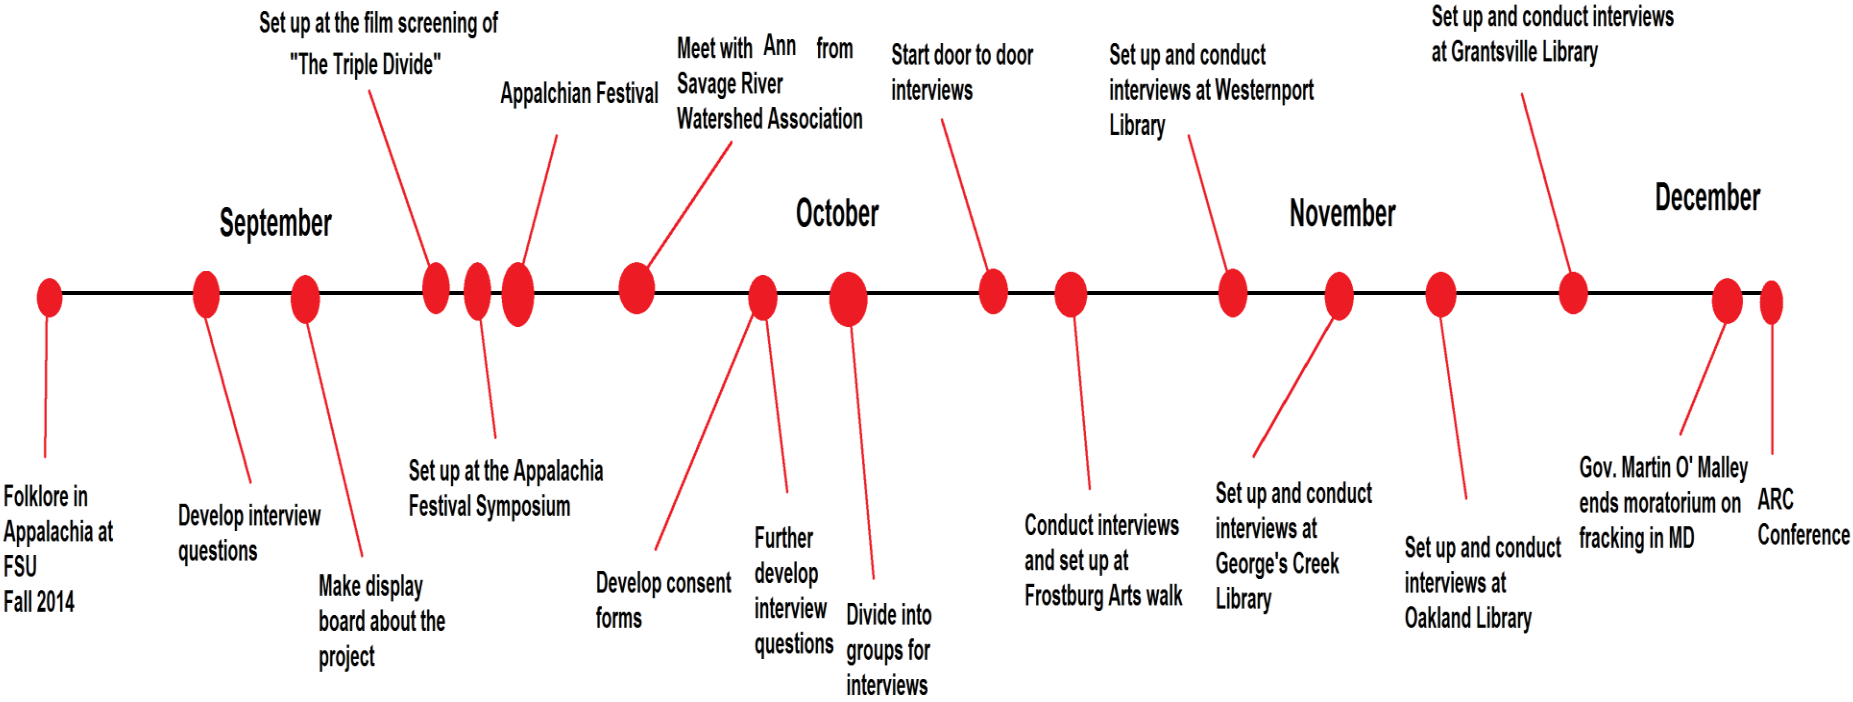 Set up at the film screening of
"The Triple Divide"
Appalchian Festival
Meet with Ann from
Savage River
Watershed Association
Start door to door
interviews
Set up and conduct
interviews at Westernport
Library
Set up and conduct interviews
at Grantsville Library
September
October
November
December
Folklore in
Appalachia at
FSU
Fall 2014
Develop interview
questions
Make display
board about the
project
Set up at the Appalachia
Festival Symposium
Develop consent
forms
Further
develop
interview
questions
Divide into
groups for
interviews
Conduct interviews
and set up at
Frostburg Arts walk
Set up and conduct
interviews at
George's Creek
Library
Set up and conduct
interviews at
Oakland Library
Gov. Martin O' Malley
ends moratorium on
fracking in MD
ARC
Conference